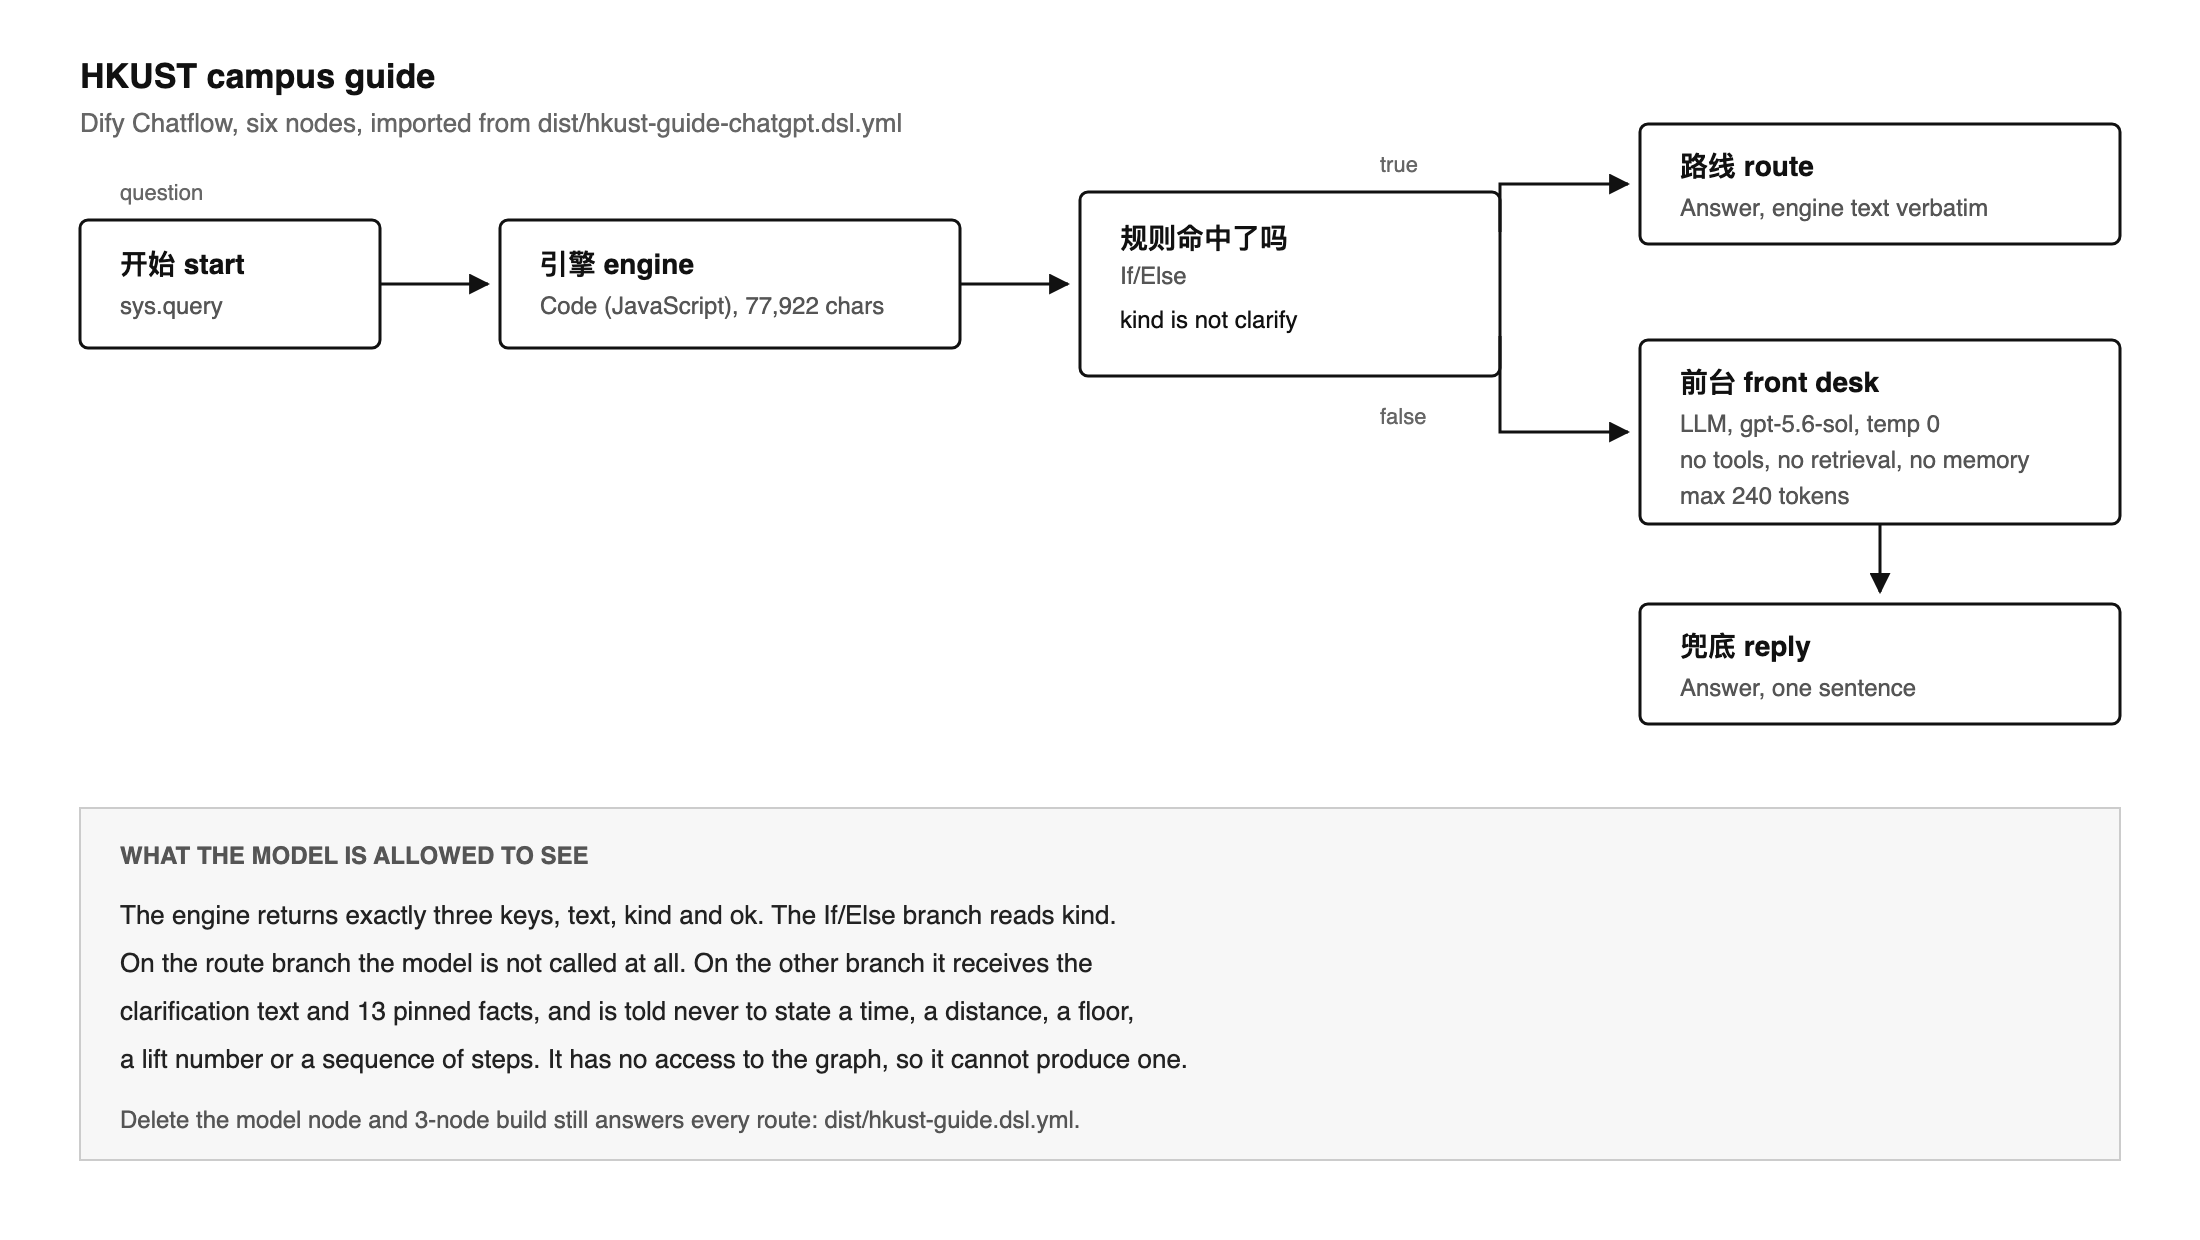 HKUST campus guide
Dify Chatflow, six nodes, imported from dist/hkust-guide-chatgpt.dsl.yml
question
开始 start
sys.query
引擎 engine
Code (JavaScript), 77,922 chars
规则命中了吗
If/Else
kind is not clarify
true
路线 route
Answer, engine text verbatim
false
前台 front desk
LLM, gpt-5.6-sol, temp 0
no tools, no retrieval, no memory
max 240 tokens
兜底 reply
Answer, one sentence
WHAT THE MODEL IS ALLOWED TO SEE
The engine returns exactly three keys, text, kind and ok. The If/Else branch reads kind.
On the route branch the model is not called at all. On the other branch it receives the
clarification text and 13 pinned facts, and is told never to state a time, a distance, a floor,
a lift number or a sequence of steps. It has no access to the graph, so it cannot produce one.
Delete the model node and 3-node build still answers every route: dist/hkust-guide.dsl.yml.